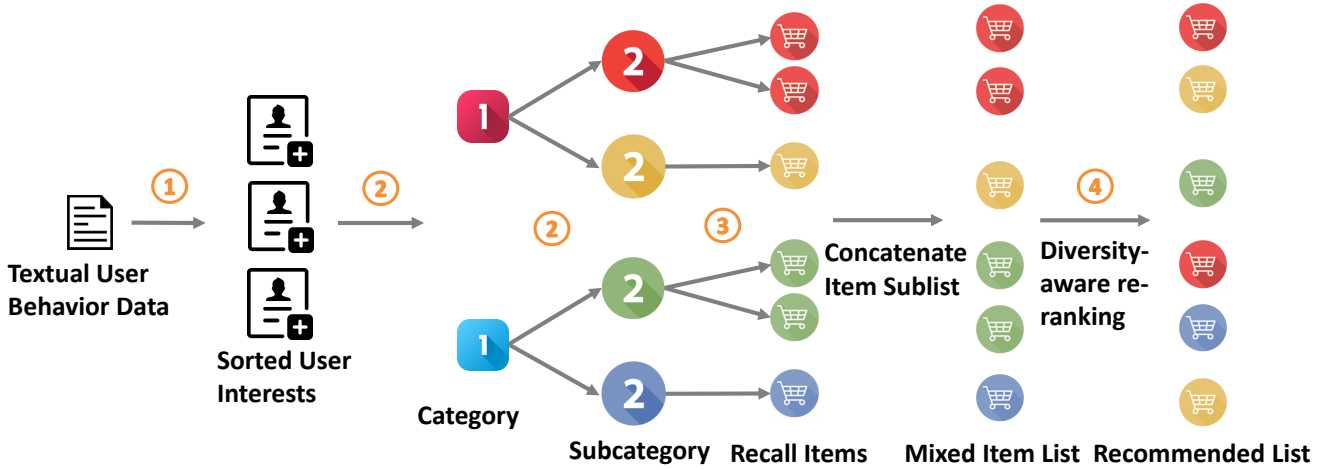 1
2
2
3
4
1
2
2
1
2
2
Textual User
Behavior Data
Sorted User
Interests
Category
Subcategory
Recall Items
Concatenate
Item Sublist
Mixed Item List
Diversity-
aware re-
ranking
Recommended List